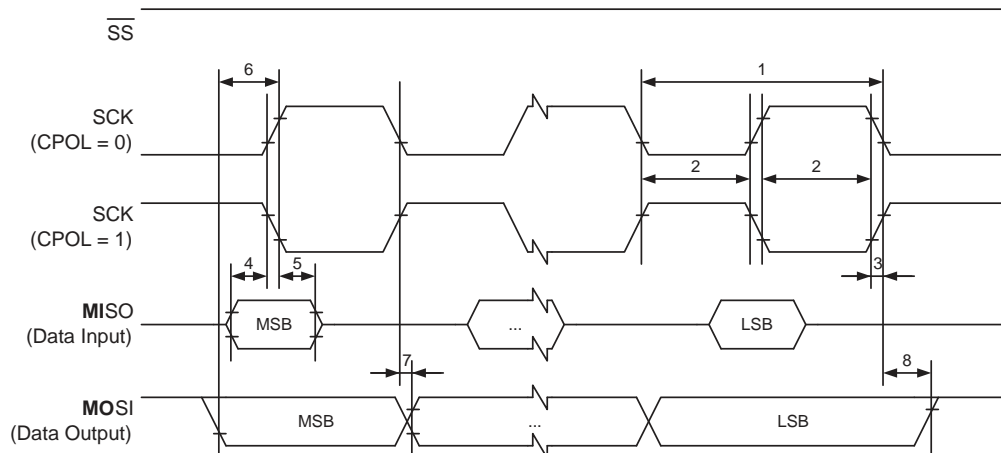 SS
6
1
SCK
(CPOL = 0)
2
2
SCK
(CPOL = 1)
4
5
3
MISO
(Data Input)
MSB
...
LSB
7
8
MOSI
(Data Output)
MSB
...
LSB